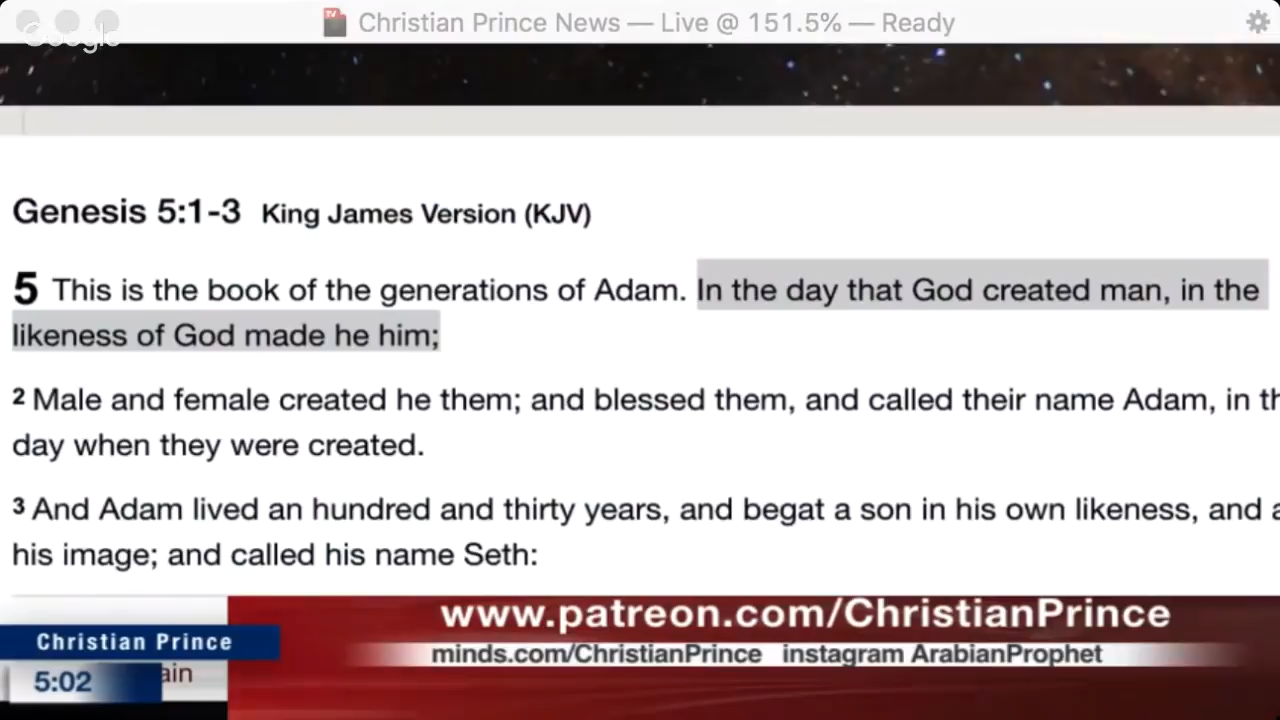 Christian Prince News — Live @ 151.5% — Ready
Google
Genesis 5:1-3 King James Version (KJV)
5 This is the book of the generations of Adam. In the day that God created man, in the
likeness of God made he him;
2 Male and female created he them; and blessed them, and called their name Adam, in th
day when they were created.
3 And Adam lived an hundred and thirty years, and begat a son in his own likeness, and a
his image; and called his name Seth:
www.patreon.com/ChristianPrince
Christian Prince
minds.com/ChristianPrince instagram ArabianProphet
5:02
ain